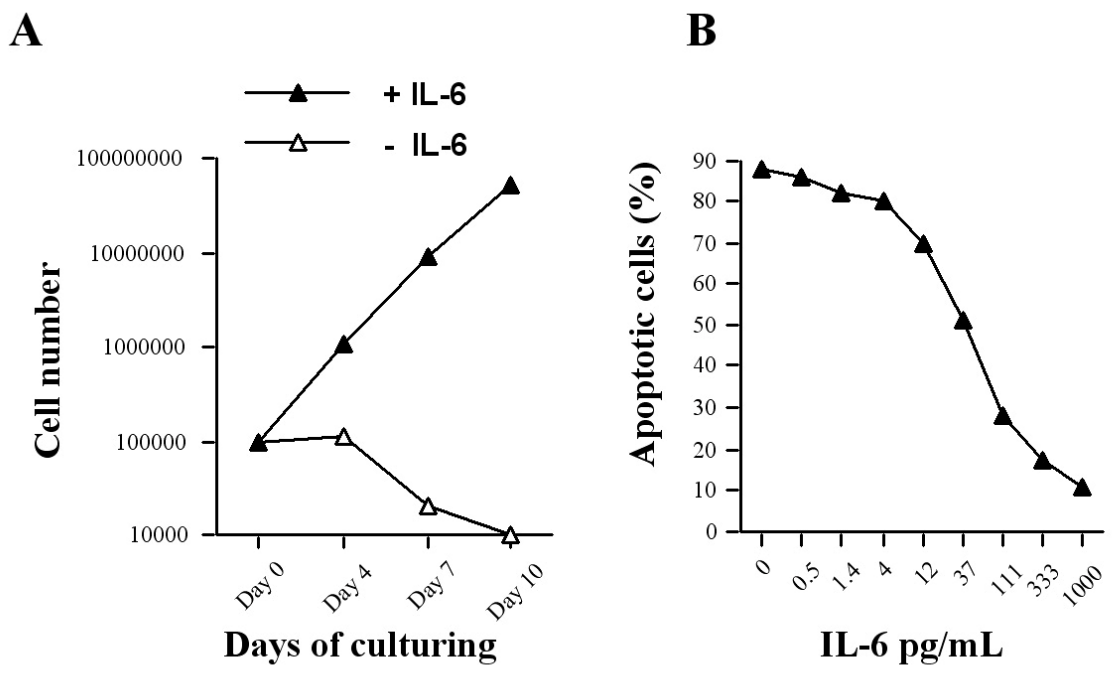 A
+ IL-6
- IL-6
100000000
10000000
1000000
100000
10000
Cell number
Day 0
Day 4
Day 7
Day 10
Days of culturing
B
90
80
70
60
50
40
30
20
10
0
Apoptotic cells (%)
0
0.5
1.4
4
12
37
111
333
1000
IL-6 pg/mL